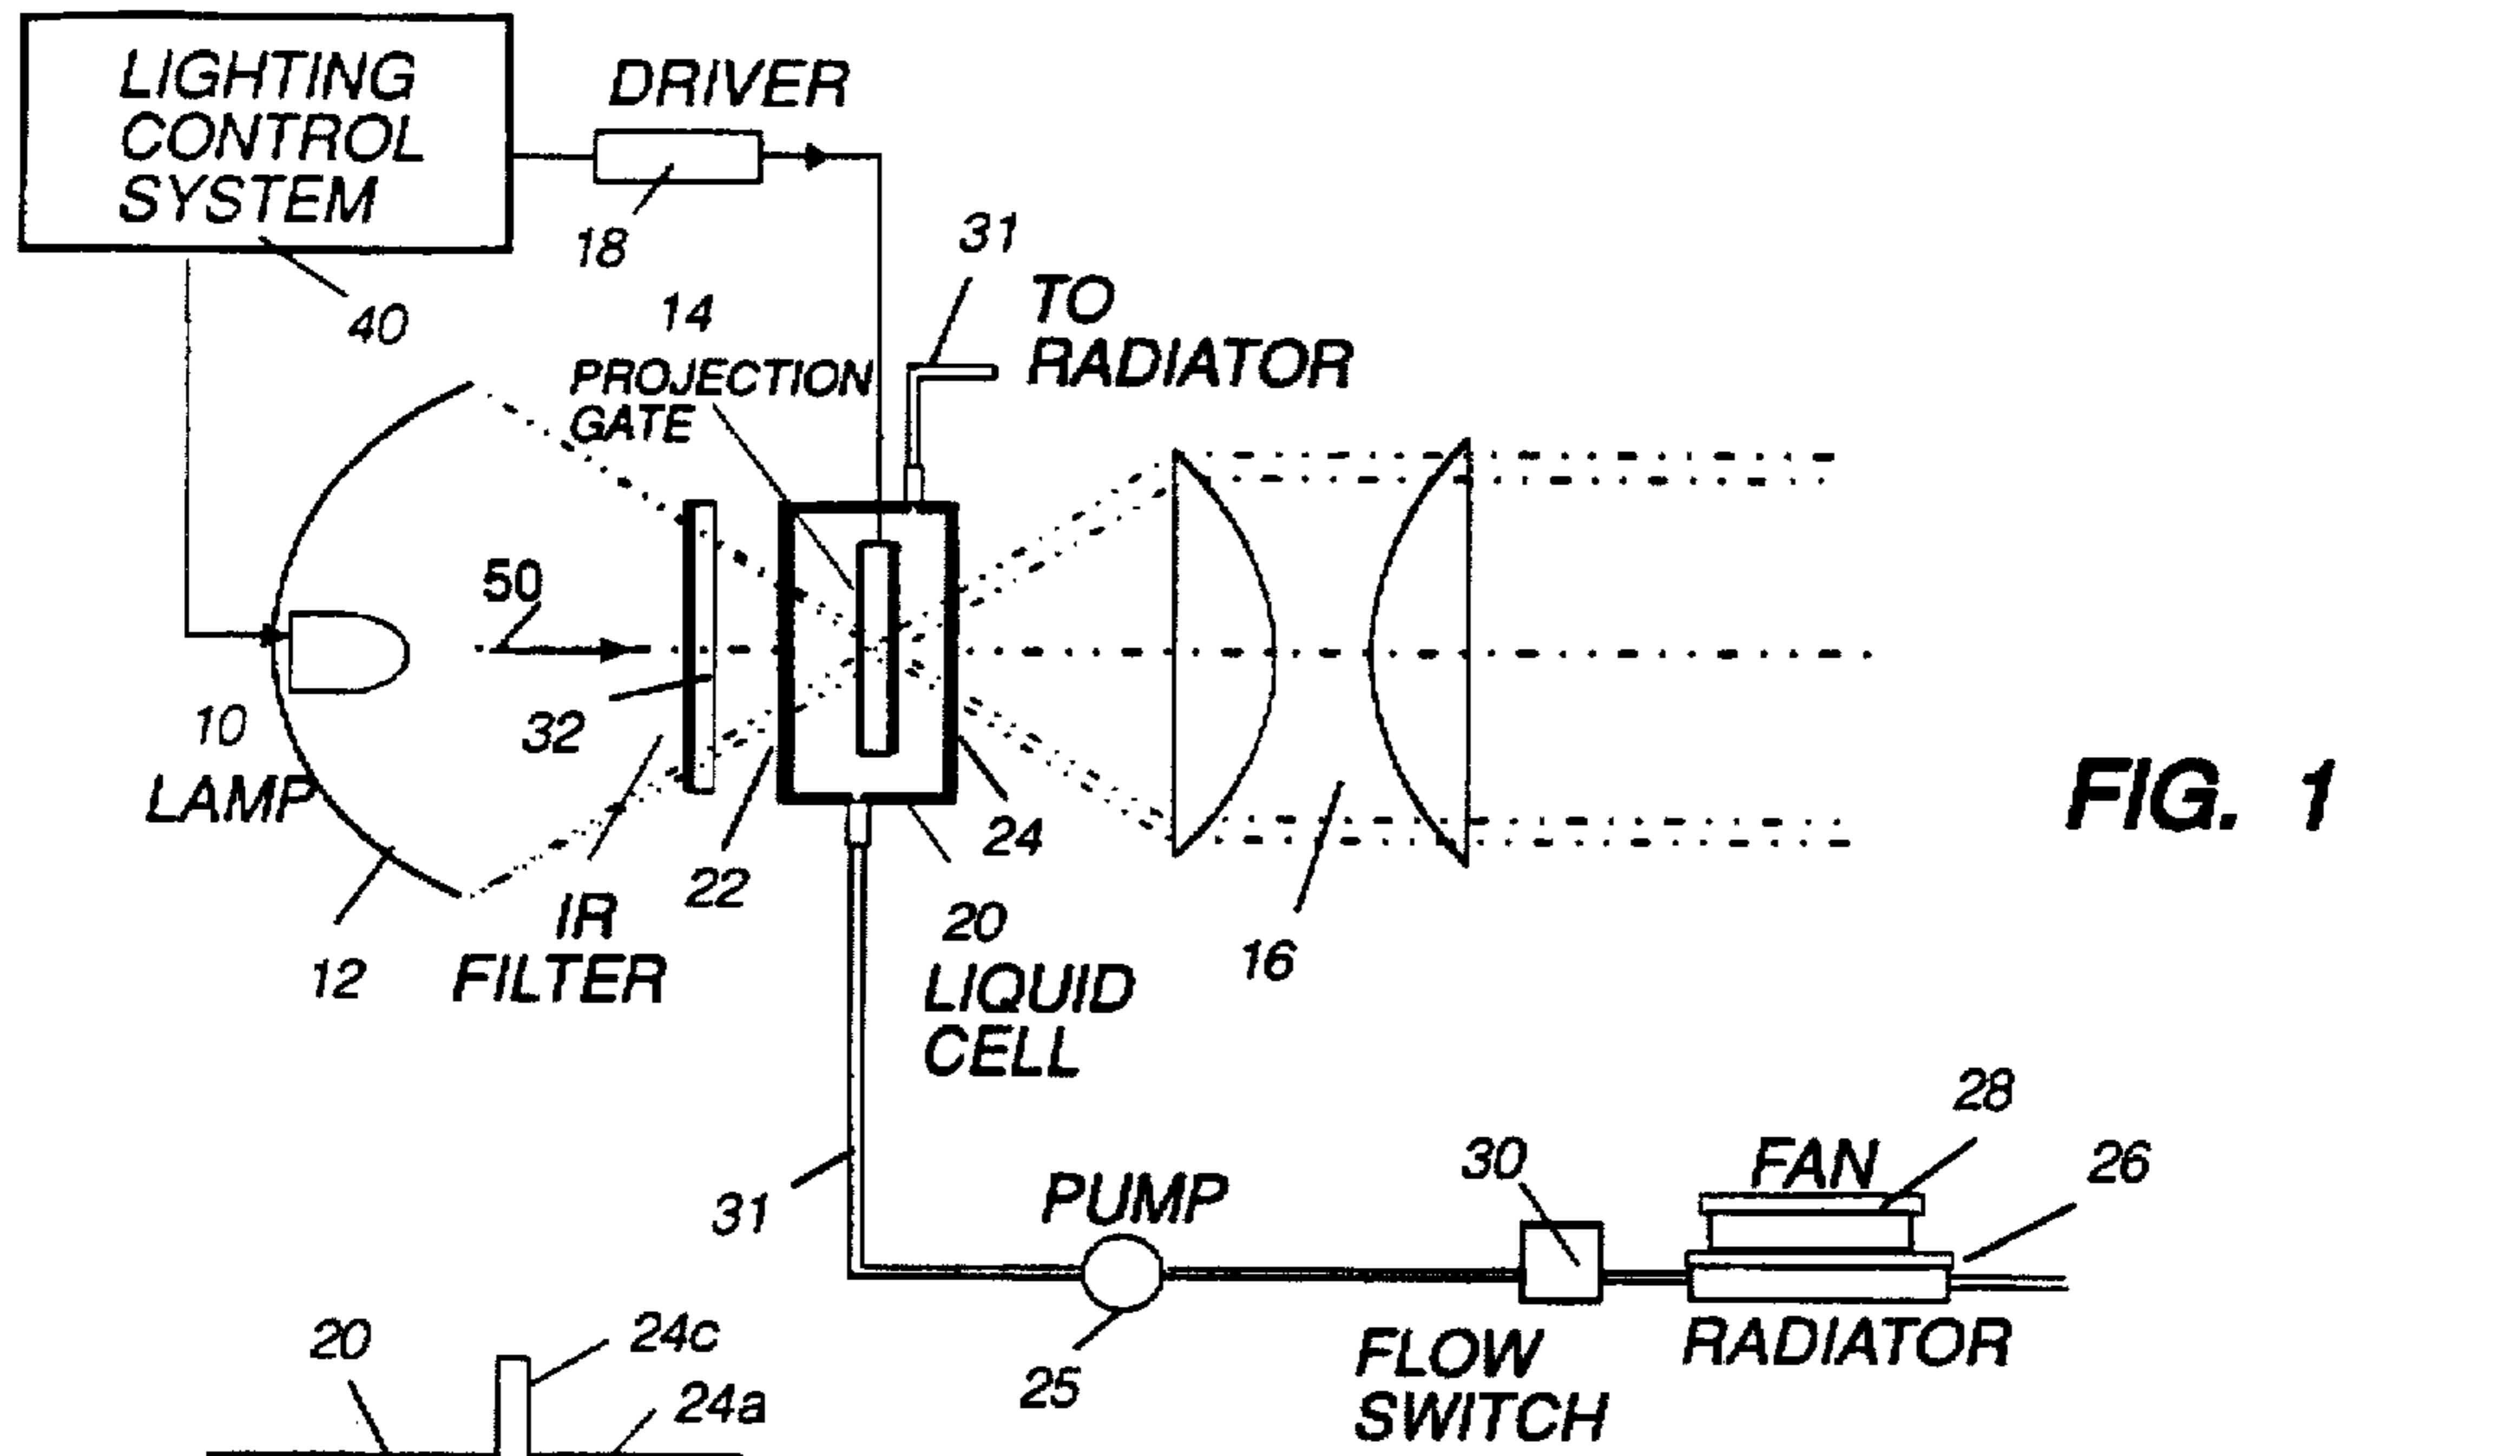 LIGHTING
CONTROL
SYSTEM
DRIVER
18
40
14
PROJECTION
GATE
31
TO
RADIATOR
50
32
10
LAMP
12
IR
FILTER
22
24
20
LIQUID
CELL
16
FIG. 1
31
PUMP
25
30
FLOW
SWITCH
FAN
28
26
RADIATOR
20
24c
24a